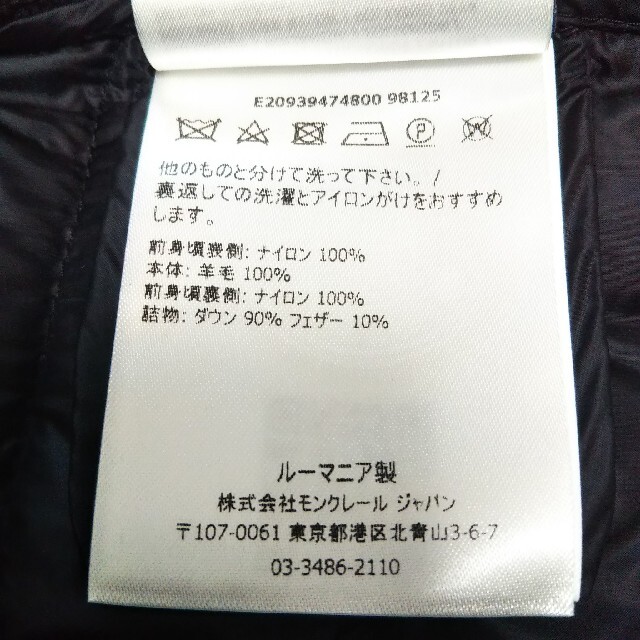 E20939474800 98125
他のものと分けて洗って下さい。/
裏返しての洗濯とアイロンがけをおすすめ
します。
前身頃裏側: ナイロン 100%
本体: 羊毛 100%
前身頃裏側: ナイロン 100%
詰物: ダウン 90% フェザー 10%
ルーマニア製
株式会社モンクレール ジャパン
〒107-0061 東京都港区北青山3-6-7
03-3486-2110